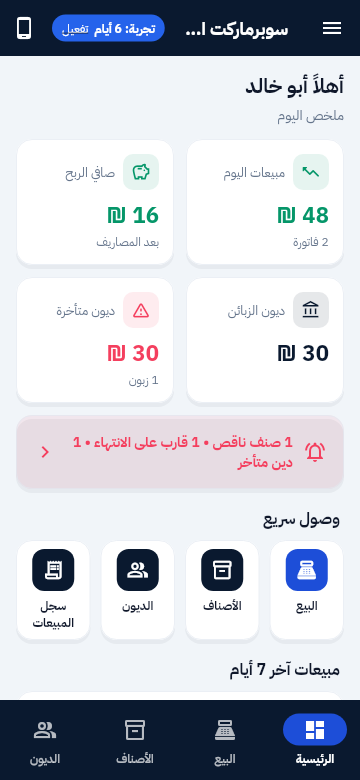 سوبرماركت ا...
تجربة: 6 أيام تفعيل
أهلاً أبو خالد
ملخص اليوم
مبيعات اليوم
48 ₪
2 فاتورة
صافي الربح
16 ₪
بعد المصاريف
ديون الزبائن
30 ₪
ديون متأخرة
30 ₪
1 زبون
1 صنف ناقص • 1 قارب على الانتهاء • 1
دين متأخر
وصول سريع
البيع
الأصناف
الديون
سجل
المبيعات
مبيعات آخر 7 أيام
الرئيسية
البيع
الأصناف
الديون